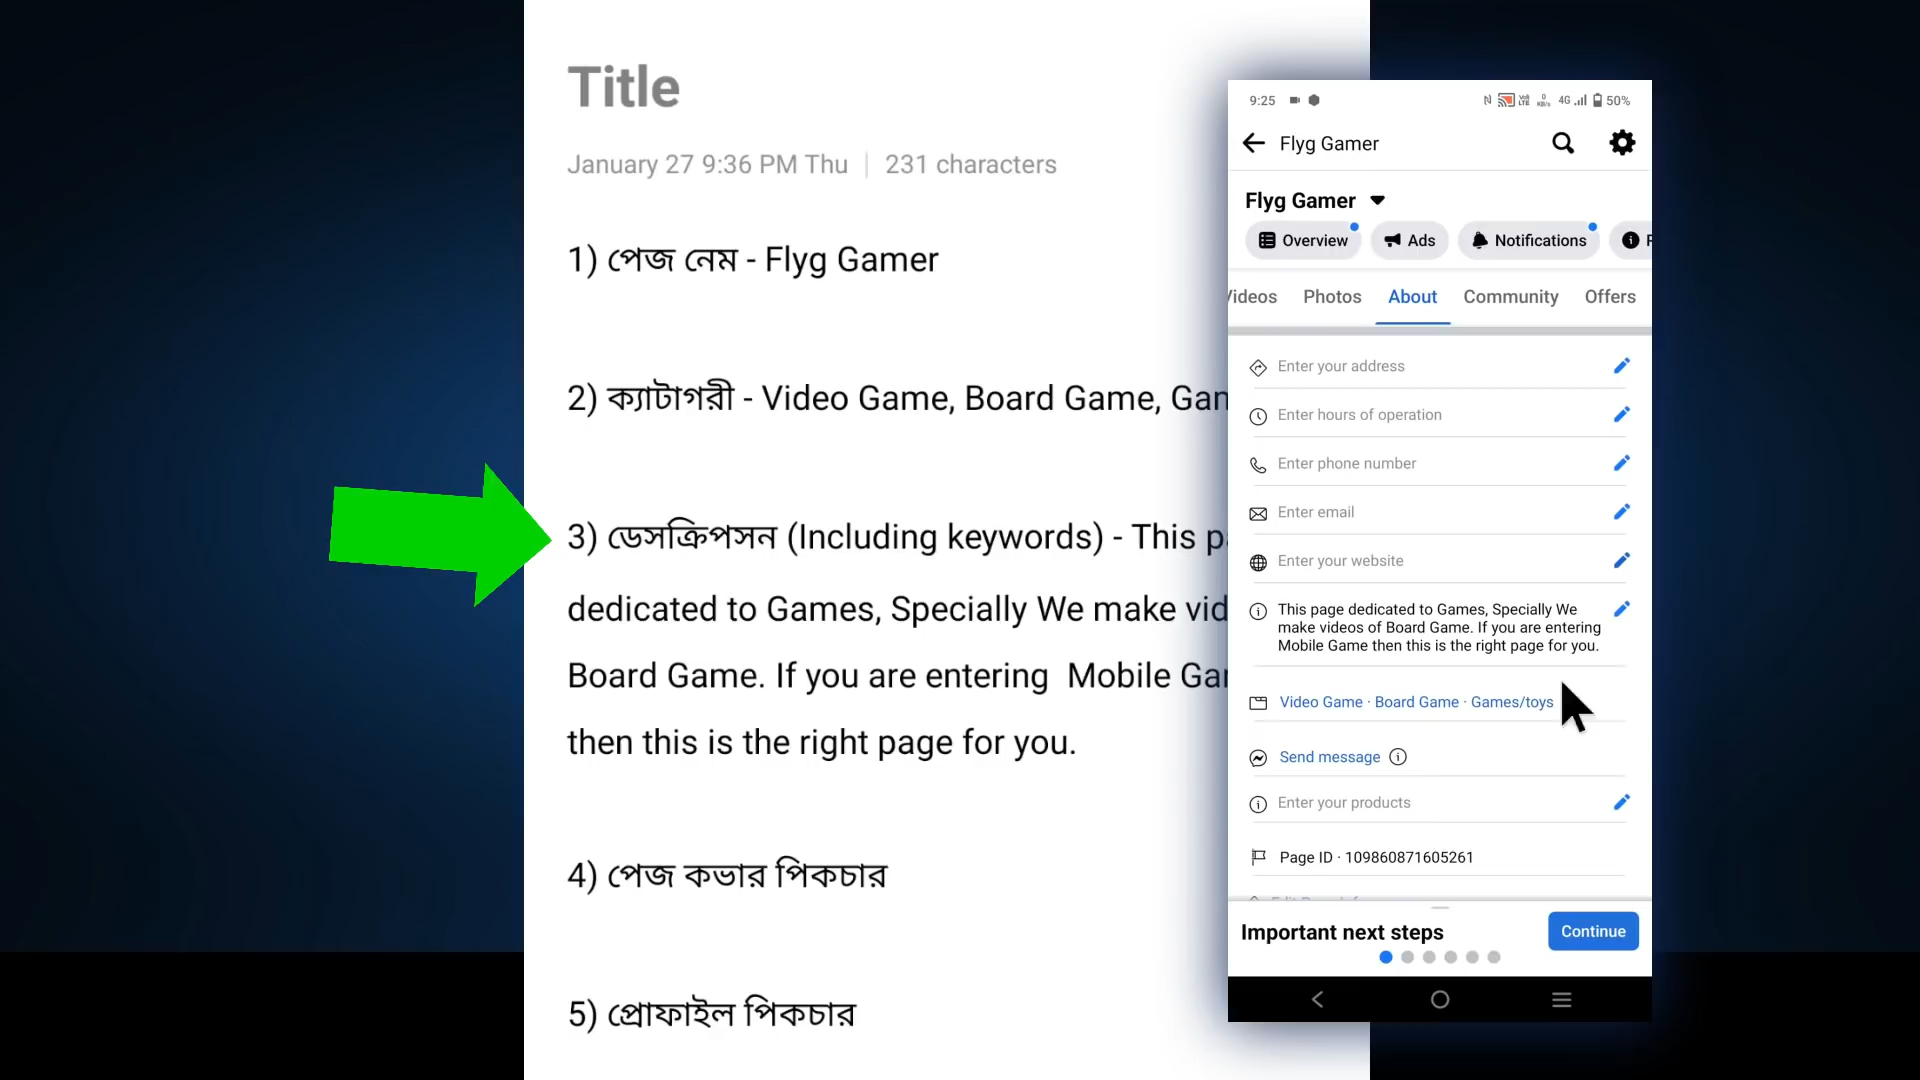 Title
January 27 9:36 PM Thu | 231 characters
1) পেজ নেম - Flyg Gamer
2) ক্যাটাগরী - Video Game, Board Game,
3) ডেসক্রিপসন (Including keywords) - This
dedicated to Games, Specially We make
Board Game. If you are entering Mobile
then this is the right page for you.
4) পেজ কভার পিকচার
5) প্রোফাইল পিকচার
9:25
4G 50%
Flyg Gamer
Flyg Gamer
Overview Ads Notifications
Photos About Community Offers
Enter your address
Enter hours of operation
Enter phone number
Enter email
Enter your website
This page dedicated to Games, Specially We
make videos of Board Game. If you are entering
Mobile Game then this is the right page for you.
Video Game · Board Game · Games/toys
Send message
Enter your products
Page ID · 109860871605261
Important next steps
Continue